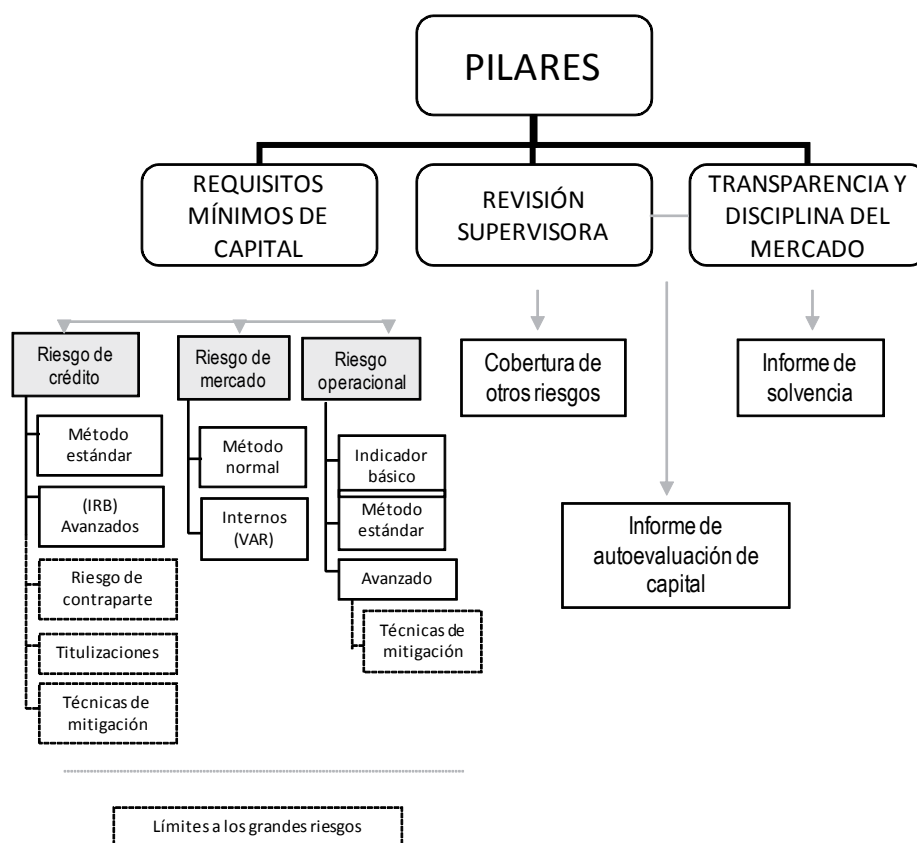 PILARES
REQUISITOS
MÍNIMOS DE
CAPITAL
REVISIÓN
SUPERVISORA
TRANSPARENCIA Y
DISCIPLINA DEL
MERCADO
Riesgo de
crédito
Riesgo de
mercado
Riesgo
operacional
Cobertura de
otros riesgos
Informe de
solvencia
Método
estándar
(IRB)
Avanzados
Riesgo de
contraparte
Titulizaciones
Técnicas de
mitigación
Método
normal
Internos
(VAR)
Indicador
básico
Método
estándar
Avanzado
Técnicas de
mitigación
Informe de
autoevaluación de
capital
Límites a los grandes riesgos